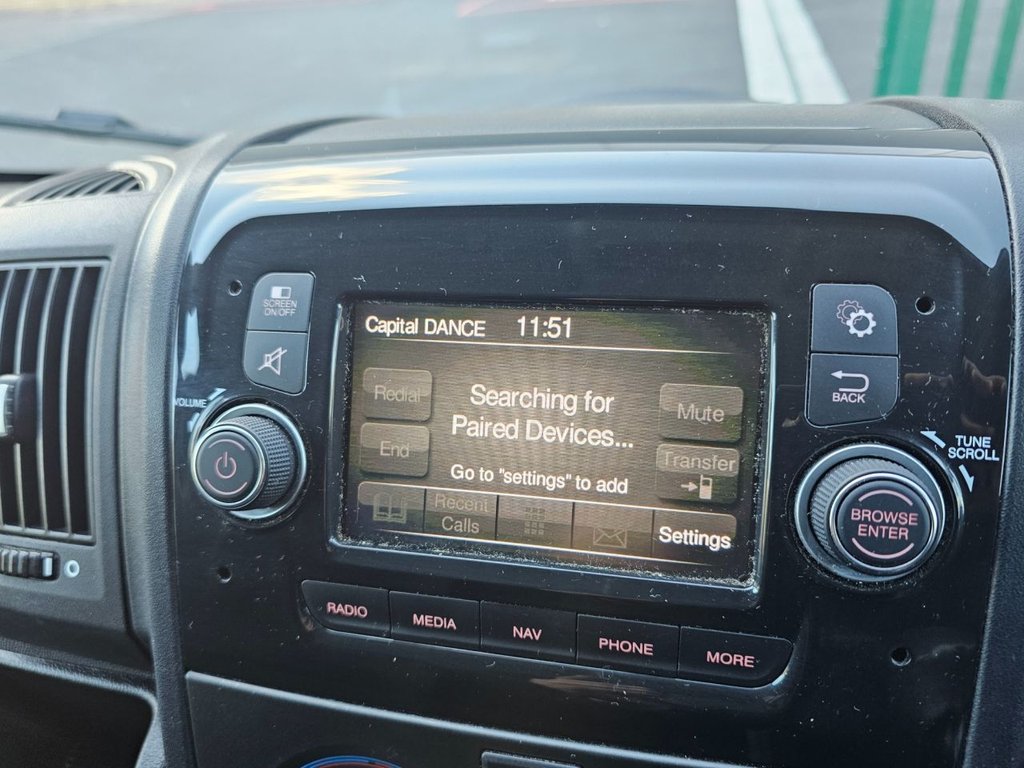 SCREEN
ON/OFF
VOLUME
Capital DANCE 11:51
Redial
Searching for
Paired Devices...
Mute
End
Go to "settings" to add
Transfer
Recent
Calls
Settings
BACK
TUNE
SCROLL
BROWSE
ENTER
RADIO
MEDIA
NAV
PHONE
MORE